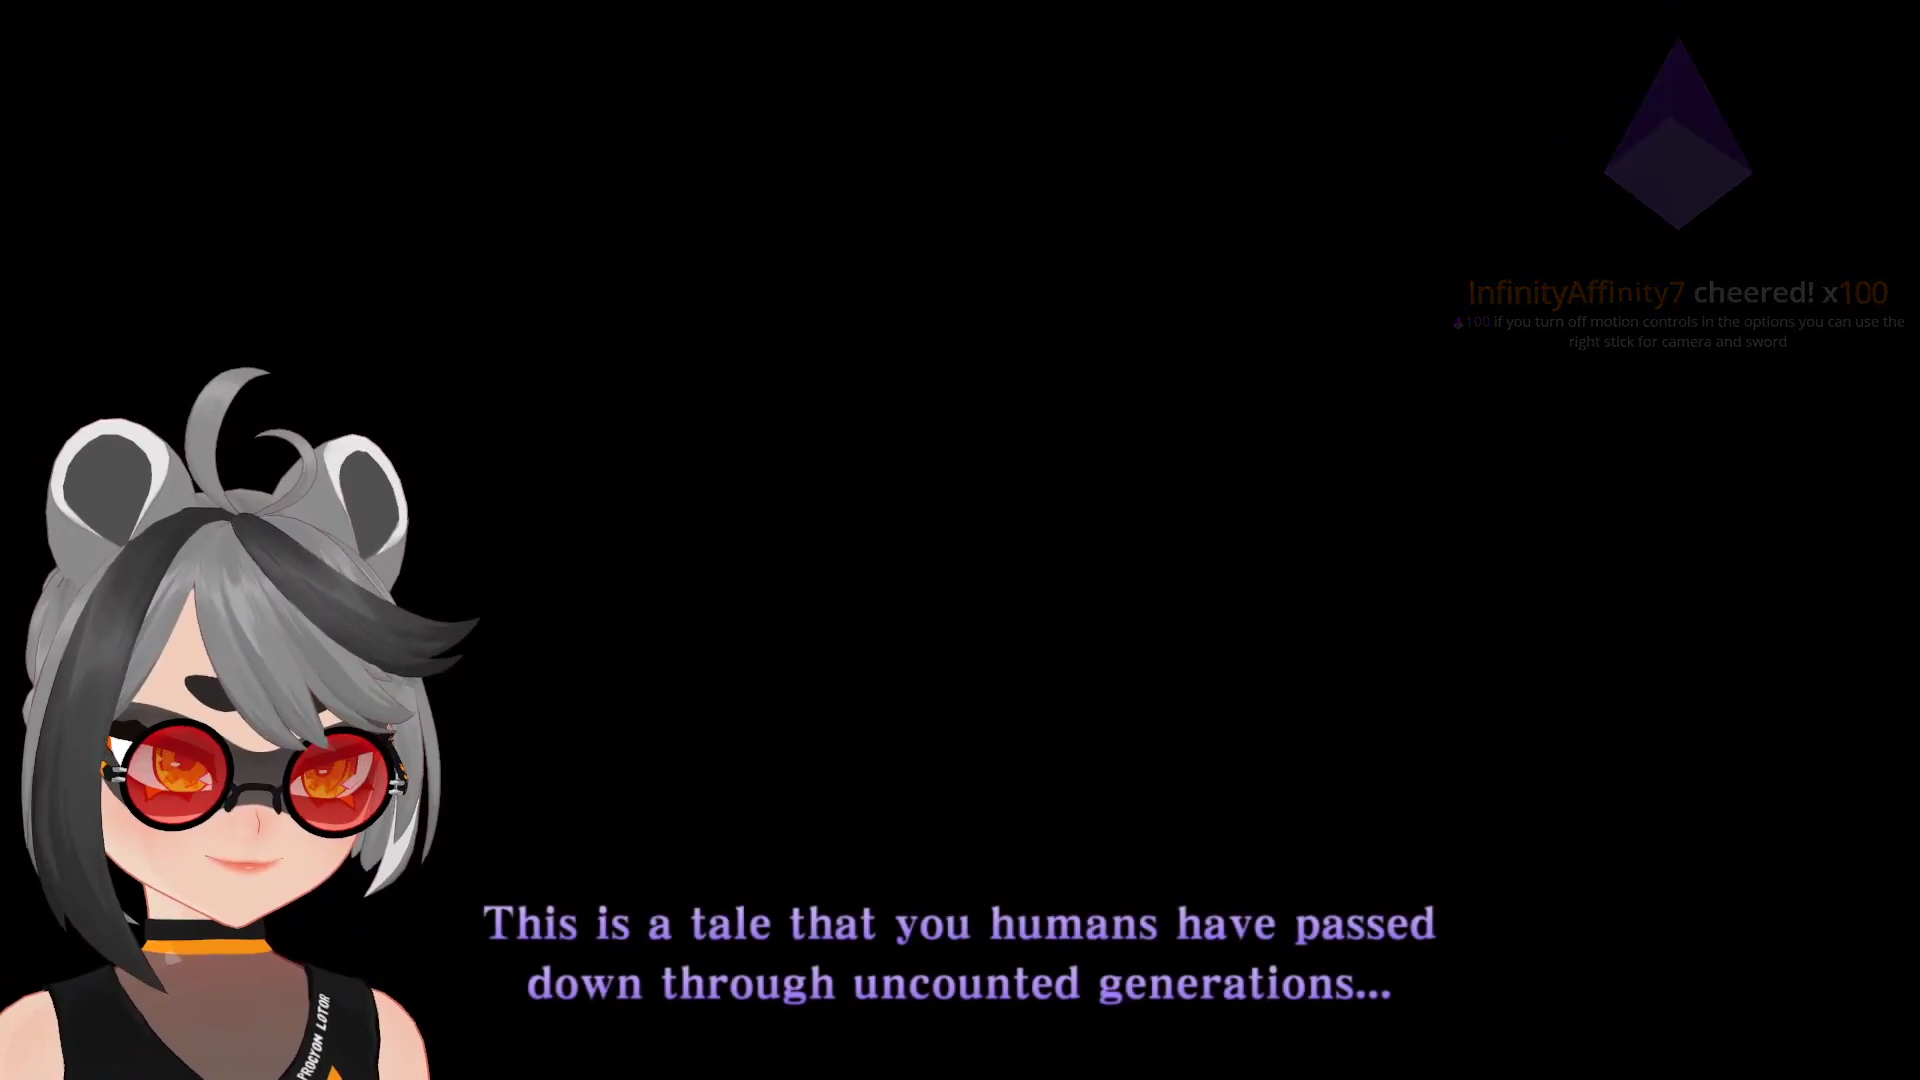 InfinityAffinity7 cheered! x100
100 if you turn off motion controls in the options you can use the
right stick for camera and sword
PROCYON LOTOR
This is a tale that you humans have passed
down through uncounted generations...